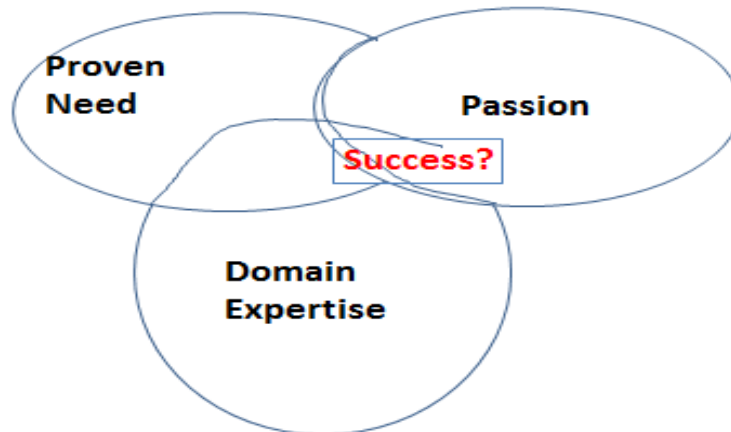 Proven
Need
Passion
Success?
Domain
Expertise